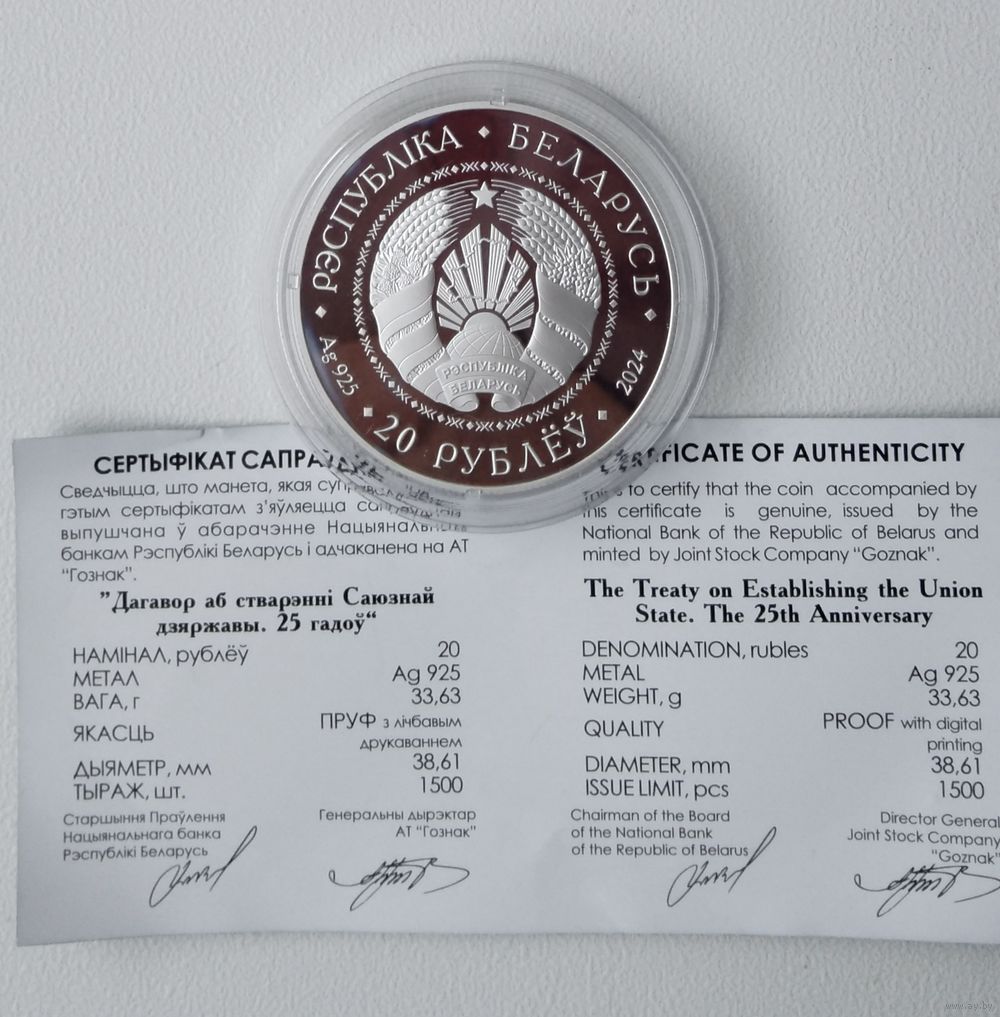 РЭСПУБЛІКА БЕЛАРУСЬ
Ag 925
2024
20 РУБЛЁЎ
РЭСПУБЛІКА
БЕЛАРУСЬ
СЕРТЫФІКАТ
Сведчыцца, што манета, якая
гэтым сертыфікатам з'яўляецца
выпушчана ў абарачэнне Нацыянальным
банкам Рэспублікі Беларусь і адчаканена на АТ
“Гознак”.
”Дагавор аб стварэнні Саюзнай
дзяржавы. 25 гадоў“
НАМІНАЛ, рублёў 20
МЕТАЛ Ag 925
ВАГА, г 33,63
ЯКАСЦЬ ПРУФ з лічбавым
друкаваннем
ДЫЯМЕТР, мм 38,61
ТЫРАЖ, шт. 1500
Старшыння Праўлення
Нацыянальнага банка
Рэспублікі Беларусь
Генеральны дырэктар
АТ “Гознак”
CERTIFICATE OF AUTHENTICITY
This is to certify that the coin accompanied by
this certificate is genuine, issued by the
National Bank of the Republic of Belarus and
minted by Joint Stock Company “Goznak”.
The Treaty on Establishing the Union
State. The 25th Anniversary
DENOMINATION, rubles 20
METAL Ag 925
WEIGHT, g 33,63
QUALITY PROOF with digital
printing
DIAMETER, mm 38,61
ISSUE LIMIT, pcs 1500
Chairman of the Board
of the National Bank
of the Republic of Belarus
Director General
Joint Stock Company
“Goznak”
www.ay.by